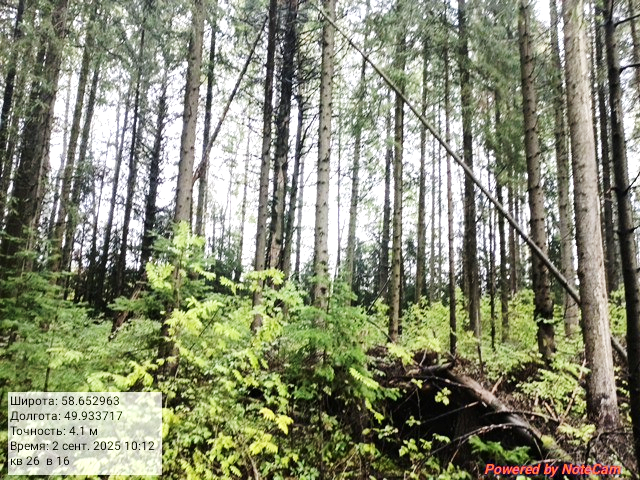 Широта: 58.652963
Долгота: 49.933717
Точность: 4.1 м
Время: 2 сент. 2025 10:12
кв 26 в 16
Powered by NoteCam